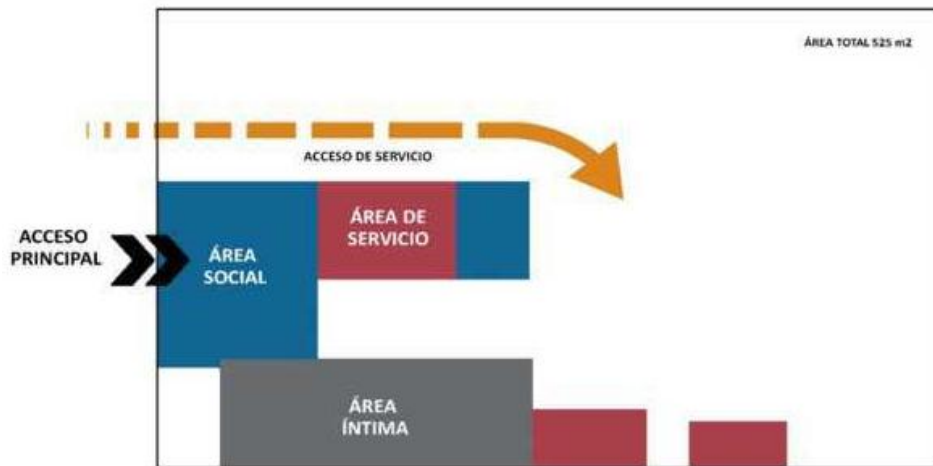 ÁREA TOTAL 525 m2
ACCESO DE SERVICIO
ACCESO
PRINCIPAL
ÁREA
SOCIAL
ÁREA DE
SERVICIO
ÁREA
ÍNTIMA